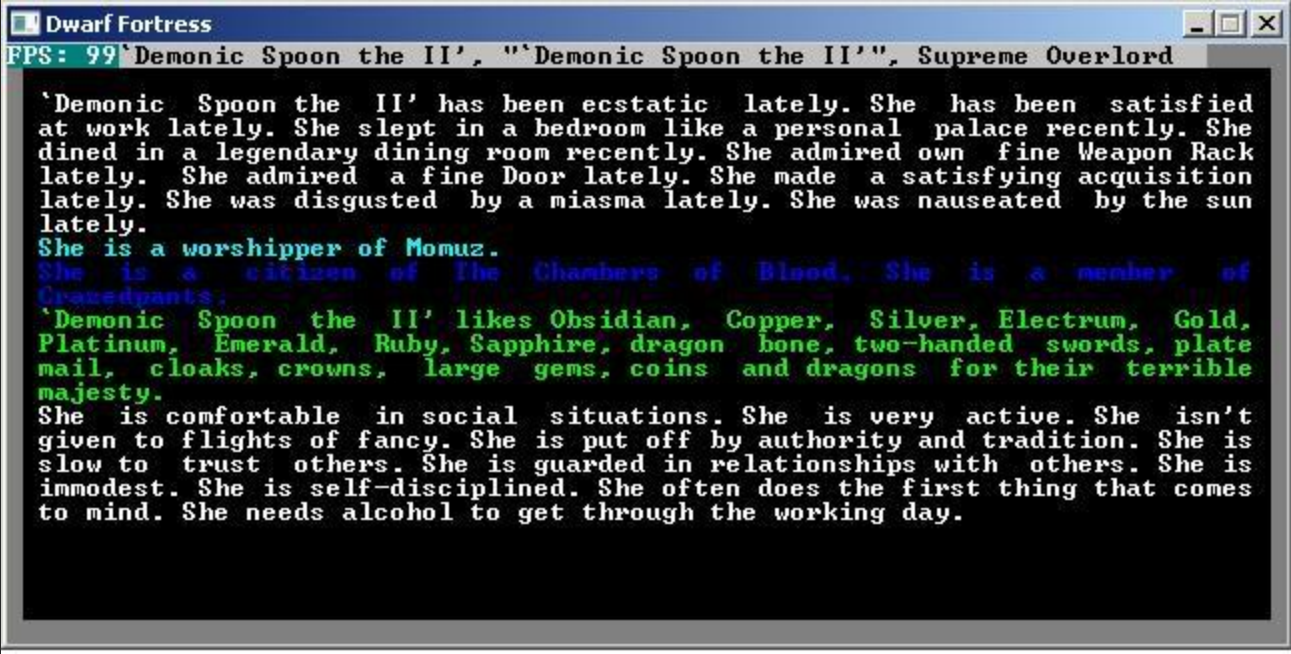 Dwarf Fortress
FPS: 99`Demonic Spoon the II', "`Demonic Spoon the II'", Supreme Overlord
`Demonic Spoon the II' has been ecstatic lately. She has been satisfied
at work lately. She slept in a bedroom like a personal palace recently. She
dined in a legendary dining room recently. She admired own fine Weapon Rack
lately. She admired a fine Door lately. She made a satisfying acquisition
lately. She was disgusted by a miasma lately. She was nauseated by the sun
lately.
She is a worshipper of Momuz.
She is a citizen of The Chambers of Blood. She is a member of
Crazedpants.
`Demonic Spoon the II' likes Obsidian, Copper, Silver, Electrum, Gold,
Platinum, Emerald, Ruby, Sapphire, dragon bone, two-handed swords, plate
mail, cloaks, crowns, large gems, coins and dragons for their terrible
majesty.
She is comfortable in social situations. She is very active. She isn't
given to flights of fancy. She is put off by authority and tradition. She is
slow to trust others. She is guarded in relationships with others. She is
immodest. She is self-disciplined. She often does the first thing that comes
to mind. She needs alcohol to get through the working day.